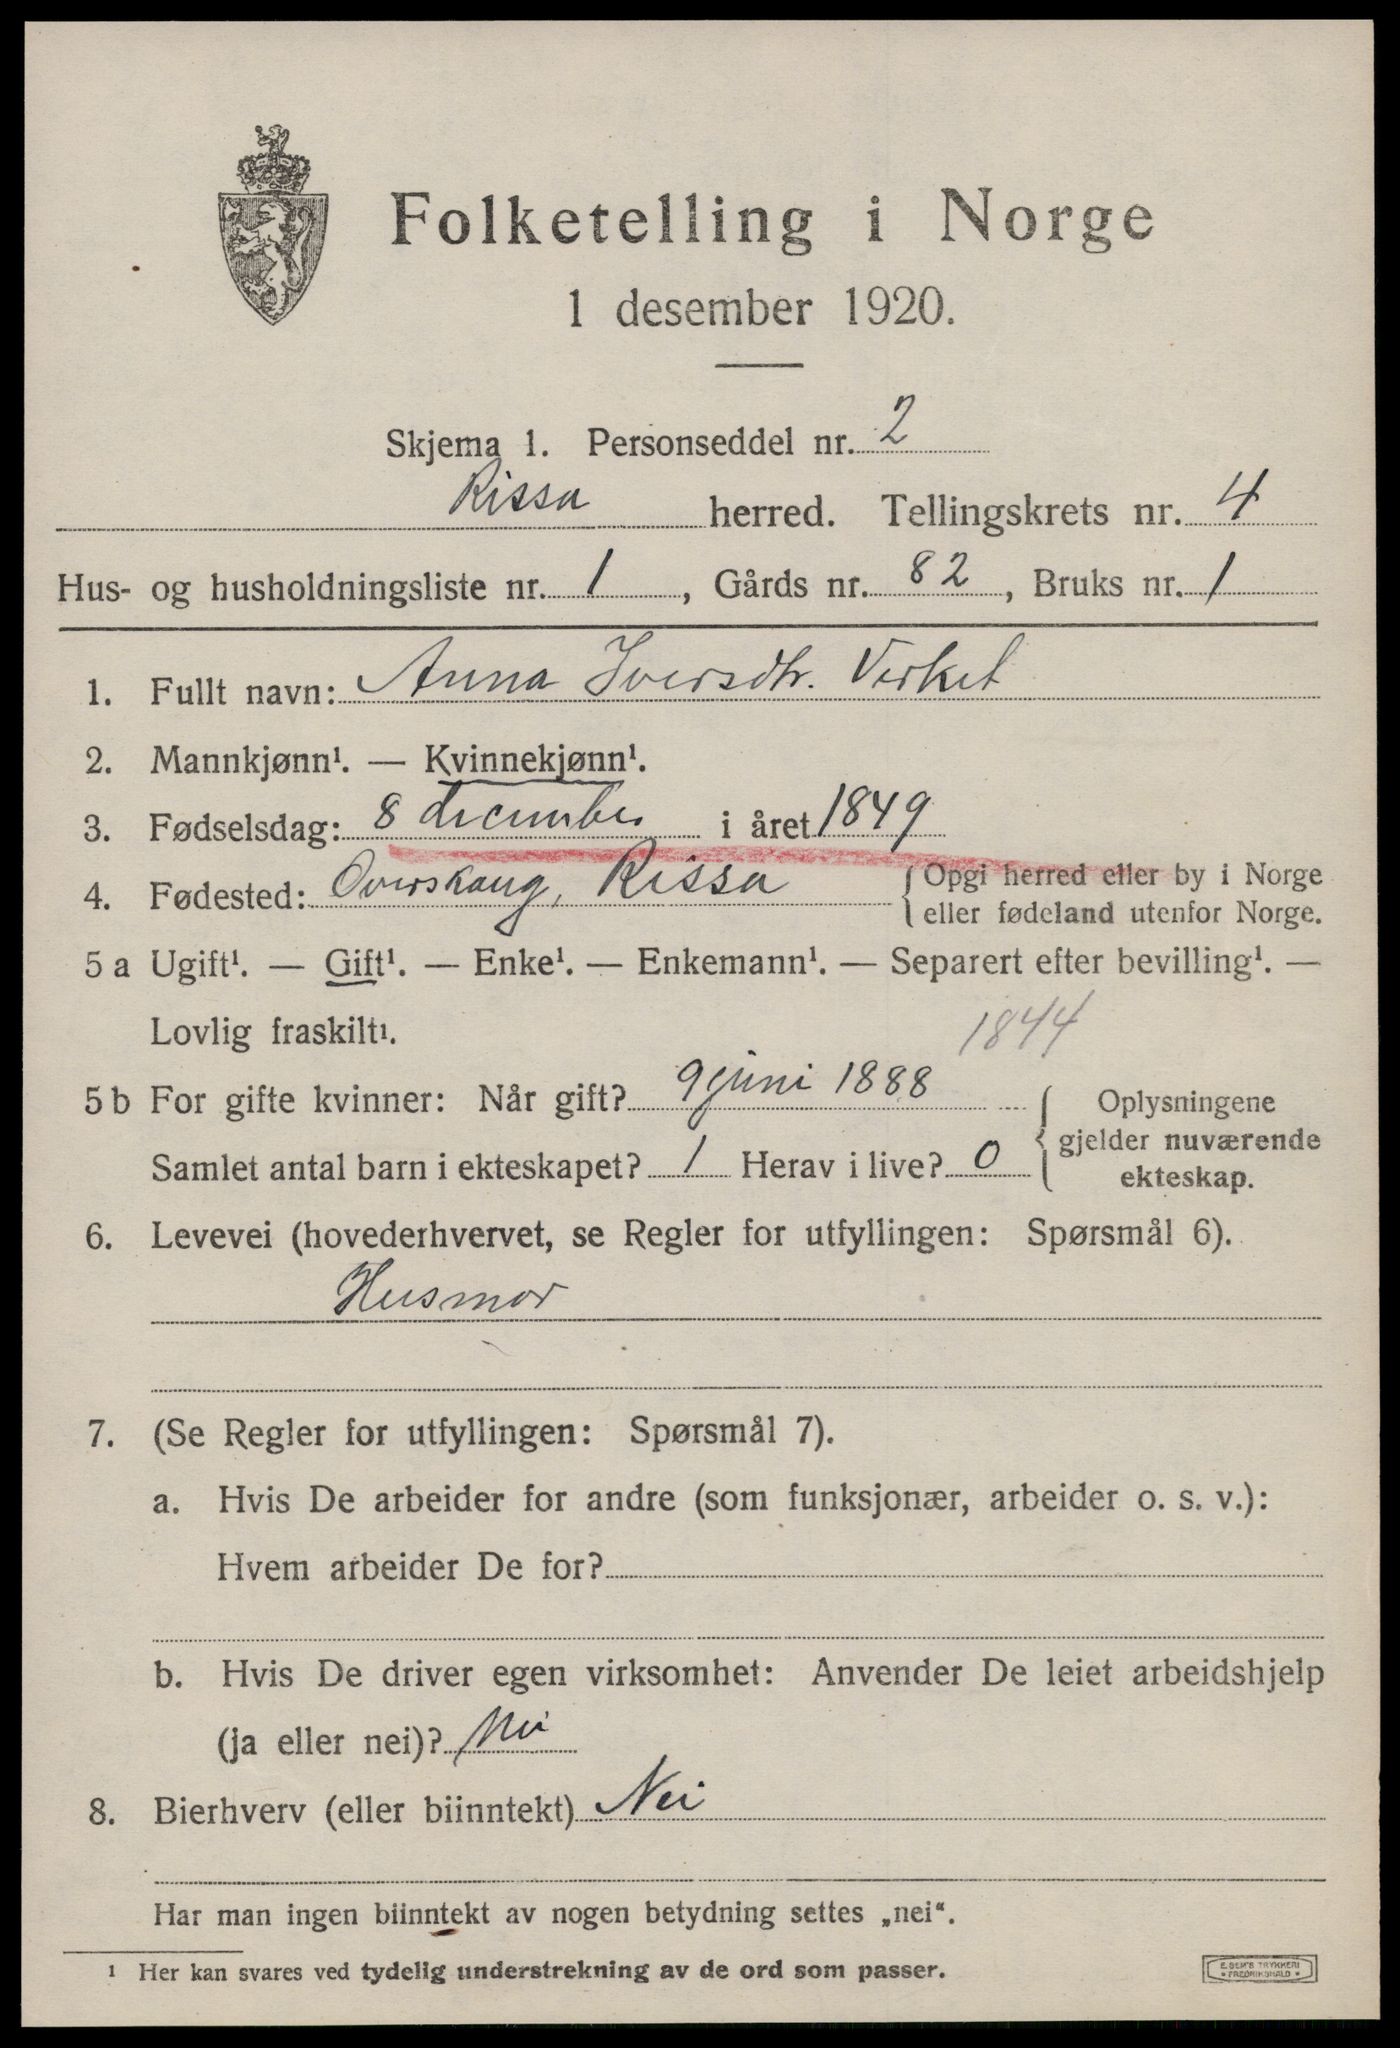 Folketelling i Norge
1 desember 1920.
Skjema 1. Personseddel nr. 2
Rissa herred. Tellingskrets nr. 4
Hus- og husholdningsliste nr. 1, Gårds nr. 82, Bruks nr. 1
1. Fullt navn: Anna Iversdtr. Virket
2. Mannkjønn¹. — Kvinnekjønn¹.
3. Fødselsdag: 8 december i året 1849
4. Fødested: Overskaug, Rissa { Opgi herred eller by i Norge
eller fødeland utenfor Norge.
5 a Ugift¹. — Gift¹. — Enke¹. — Enkemann¹. — Separert efter bevilling¹. —
Lovlig fraskilt¹.
1844
5 b For gifte kvinner: Når gift? 9 juni 1888 { Oplysningene
gjelder nuværende
Samlet antal barn i ekteskapet? 1 Herav i live? 0
ekteskap.
6. Levevei (hovederhvervet, se Regler for utfyllingen: Spørsmål 6).
Husmor
7. (Se Regler for utfyllingen: Spørsmål 7).
a. Hvis De arbeider for andre (som funksjonær, arbeider o. s. v.):
Hvem arbeider De for?
b. Hvis De driver egen virksomhet: Anvender De leiet arbeidshjelp
(ja eller nei)? Nei
8. Bierhverv (eller biinntekt) Nei
Har man ingen biinntekt av nogen betydning settes „nei“.
¹ Her kan svares ved tydelig understrekning av de ord som passer.
E. SEM'S TRYKKERI
• FREDRIKSHALD •